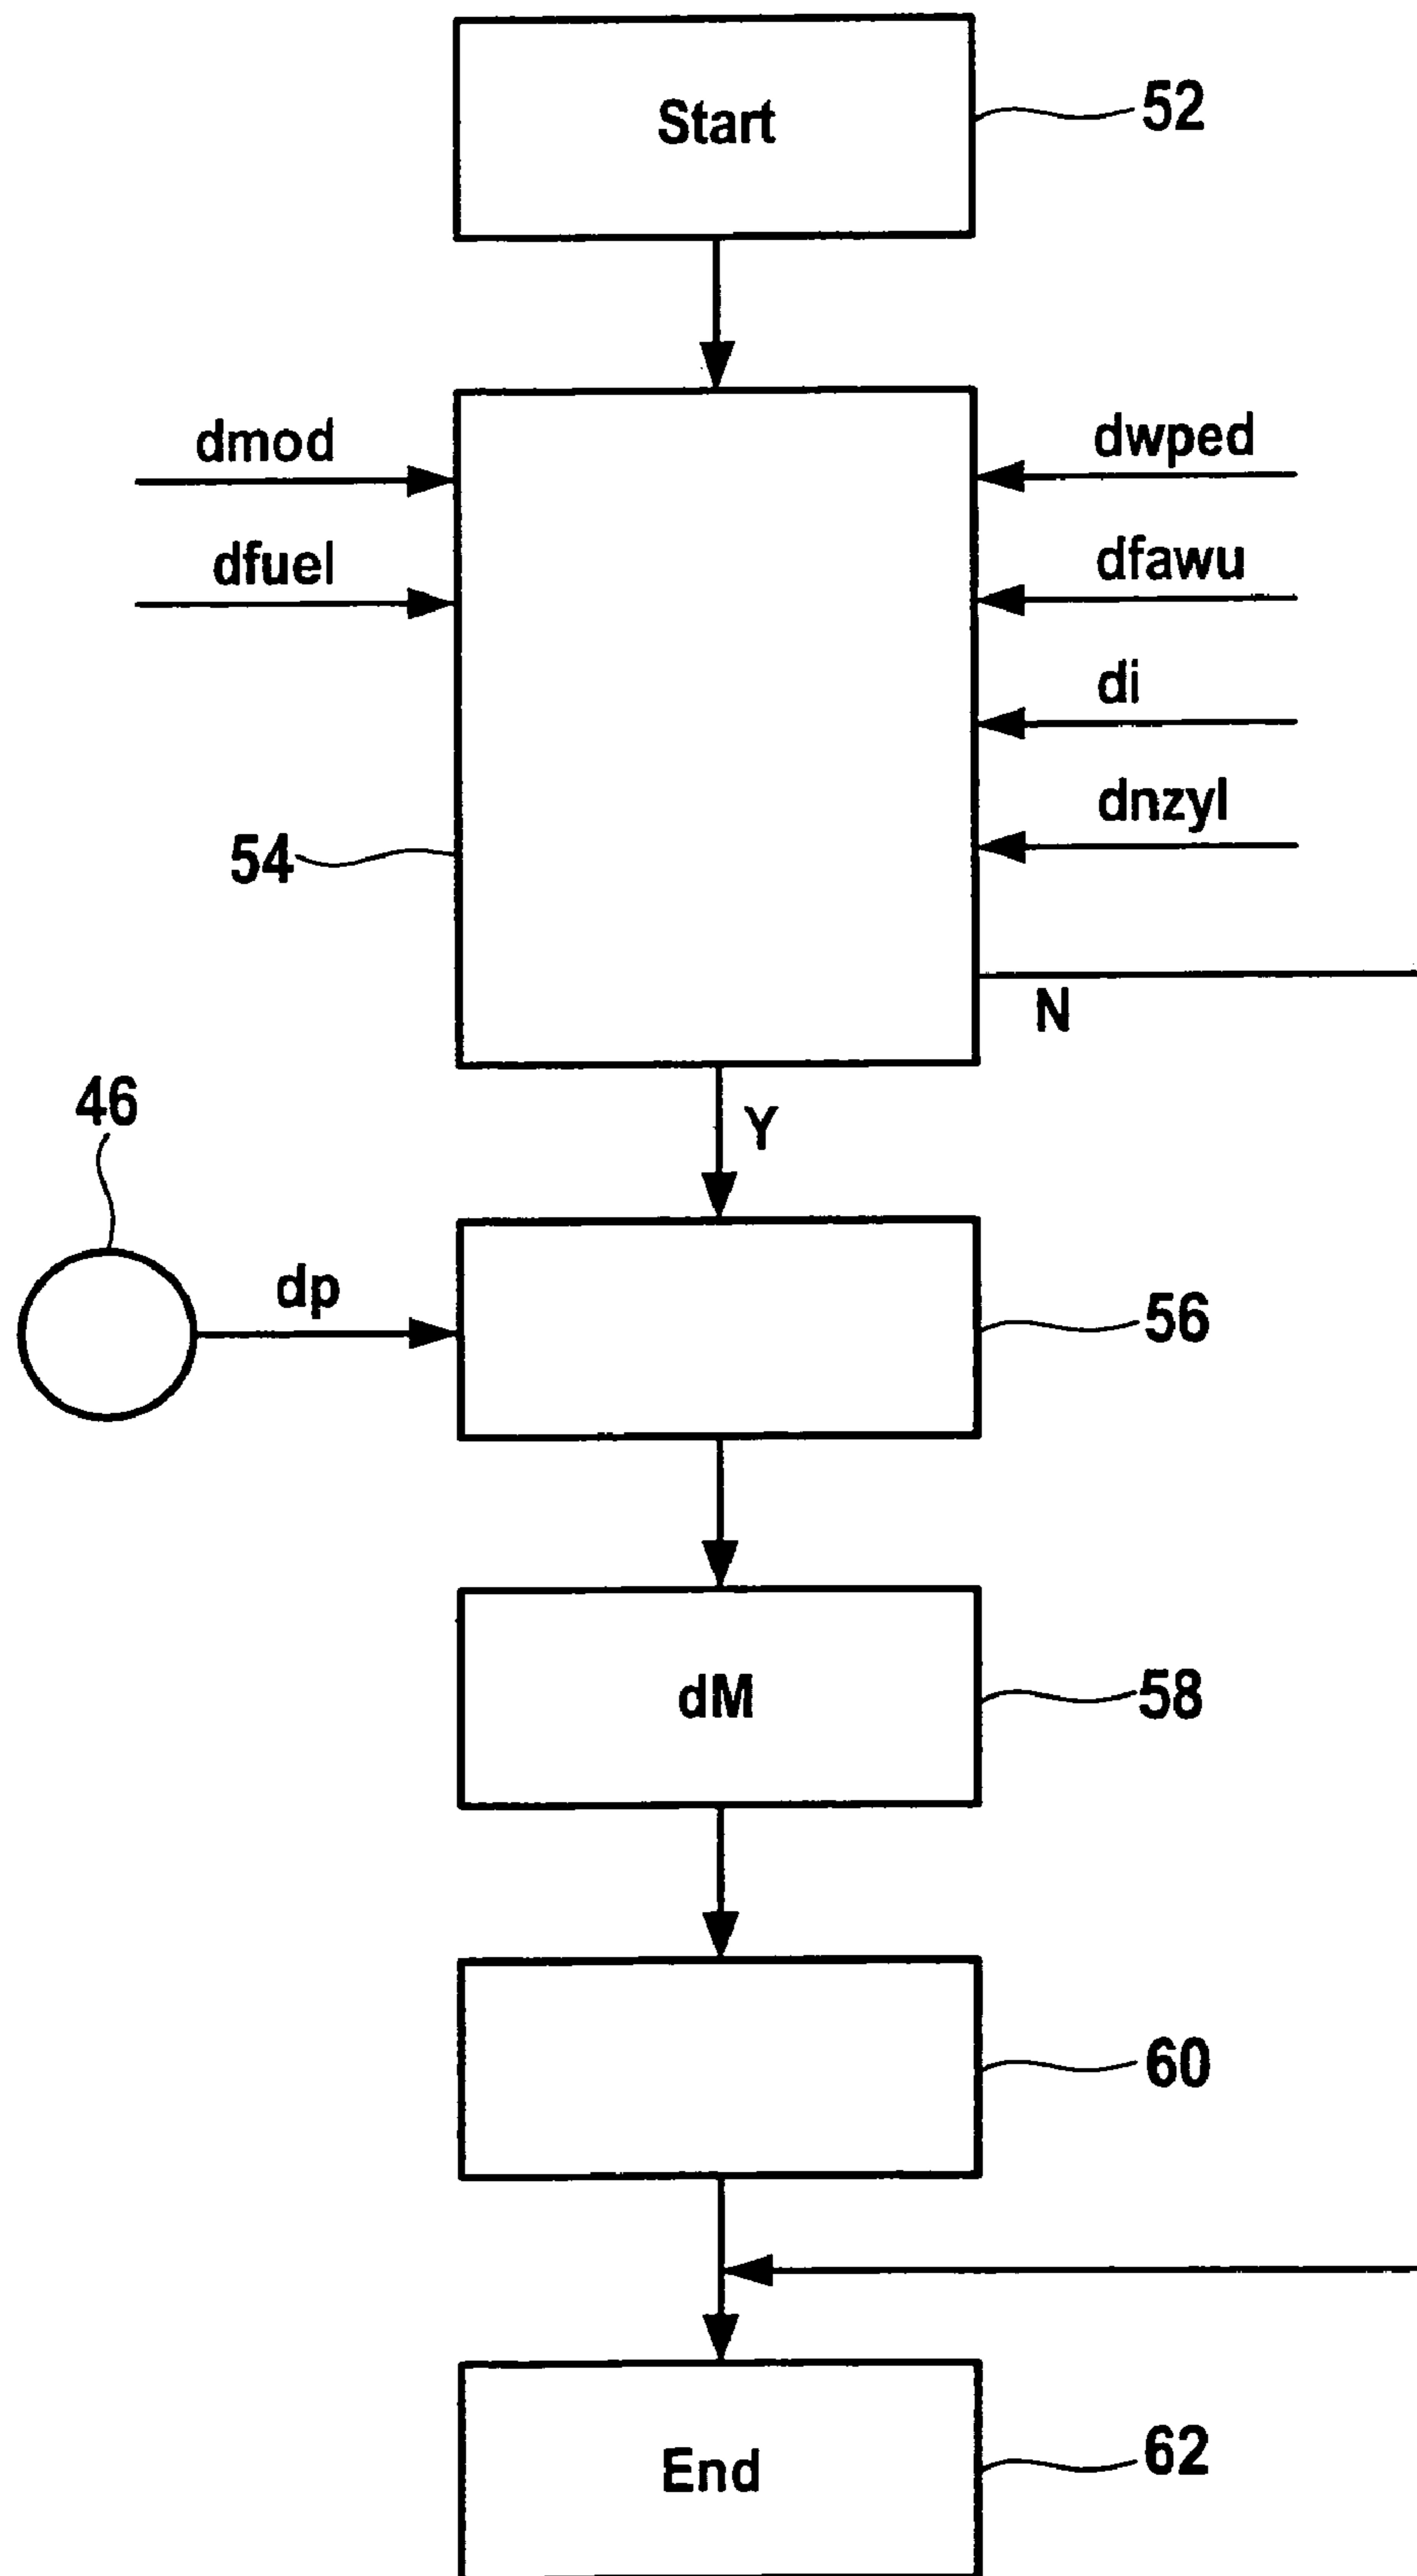 Start
52
dmod
dwped
dfuel
dfawu
di
dnzyl
54
N
Y
46
dp
56
dM
58
60
End
62